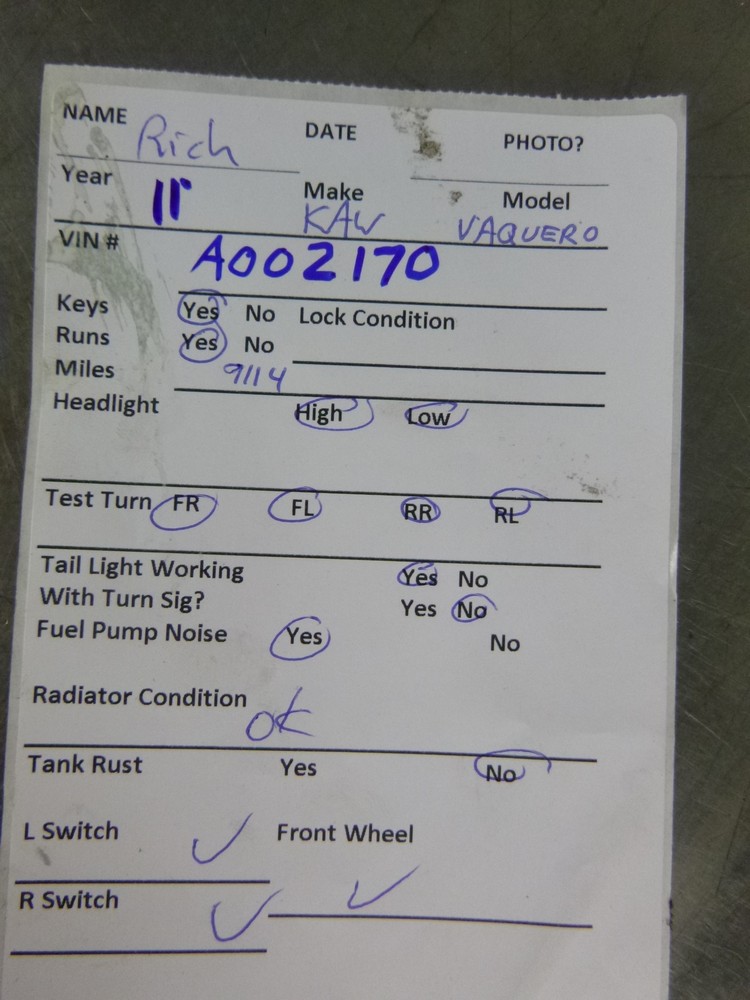 NAME Rich DATE PHOTO?
Year 11 Make KAW Model VAQUERO
VIN # A002170
Keys Yes No Lock Condition
Runs Yes No
Miles 9114
Headlight High Low
Test Turn FR FL RR RL
Tail Light Working Yes No
With Turn Sig? Yes No
Fuel Pump Noise Yes No
Radiator Condition OK
Tank Rust Yes No
L Switch Front Wheel
R Switch